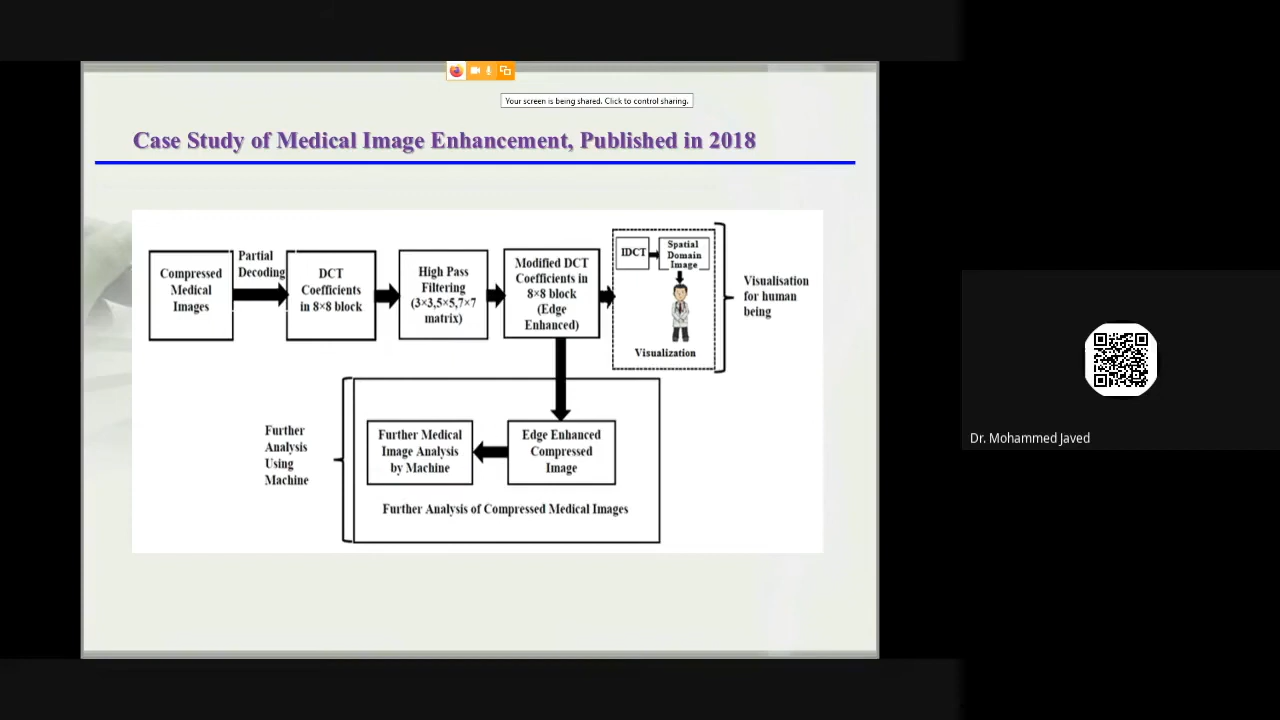 Your screen is being shared. Click to control sharing.
Case Study of Medical Image Enhancement, Published in 2018
Compressed
Medical
Images
Partial
Decoding
DCT
Coefficients
in 8×8 block
High Pass
Filtering
(3×3,5×5,7×7
matrix)
Modified DCT
Coefficients in
8×8 block
(Edge
Enhanced)
IDCT
Spatial
Domain
Image
Visualization
Visualisation
for human
being
Further
Analysis
Using
Machine
Further Medical
Image Analysis
by Machine
Edge Enhanced
Compressed
Image
Further Analysis of Compressed Medical Images
Dr. Mohammed Javed